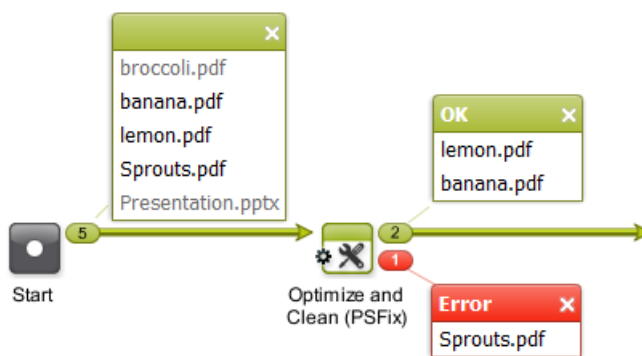 broccoli.pdf
banana.pdf
lemon.pdf
Sprouts.pdf
Presentation.pptx
5
Start
Optimize and
Clean (PSFix)
OK
lemon.pdf
banana.pdf
2
1
Error
Sprouts.pdf